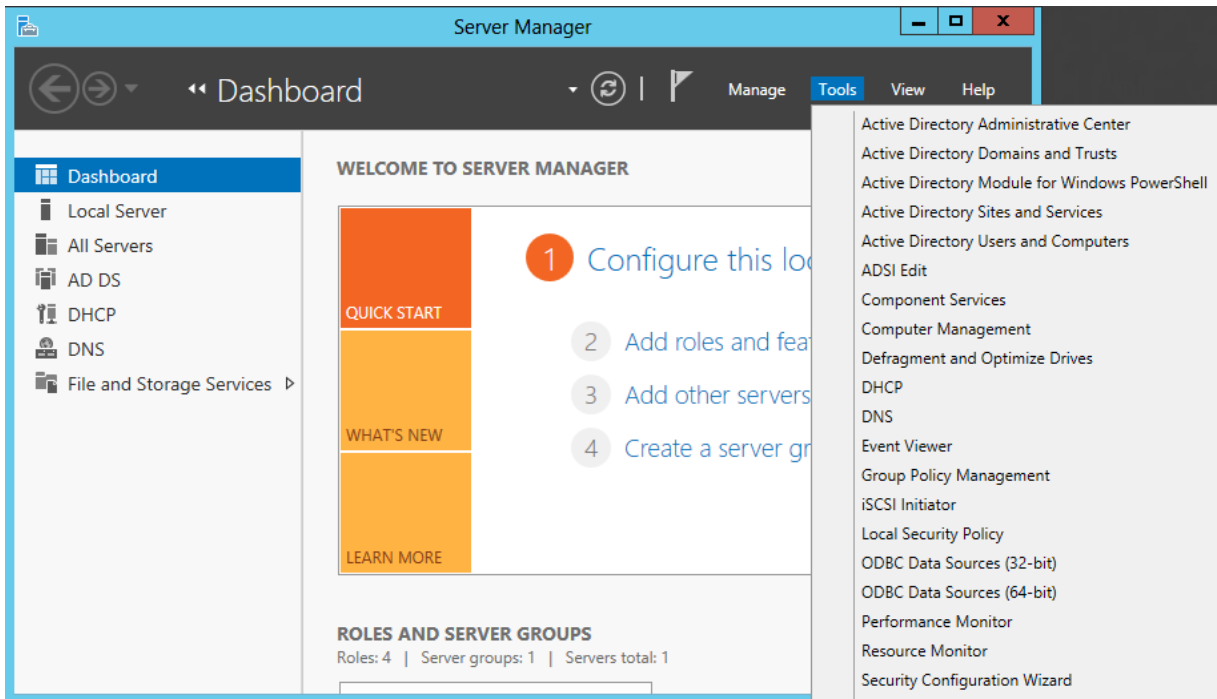 Server Manager
Dashboard
Manage Tools View Help
Dashboard
Local Server
All Servers
AD DS
DHCP
DNS
File and Storage Services
WELCOME TO SERVER MANAGER
QUICK START
WHAT'S NEW
LEARN MORE
1 Configure this loc
2 Add roles and feat
3 Add other servers
4 Create a server gr
ROLES AND SERVER GROUPS
Roles: 4 | Server groups: 1 | Servers total: 1
Active Directory Administrative Center
Active Directory Domains and Trusts
Active Directory Module for Windows PowerShell
Active Directory Sites and Services
Active Directory Users and Computers
ADSI Edit
Component Services
Computer Management
Defragment and Optimize Drives
DHCP
DNS
Event Viewer
Group Policy Management
iSCSI Initiator
Local Security Policy
ODBC Data Sources (32-bit)
ODBC Data Sources (64-bit)
Performance Monitor
Resource Monitor
Security Configuration Wizard